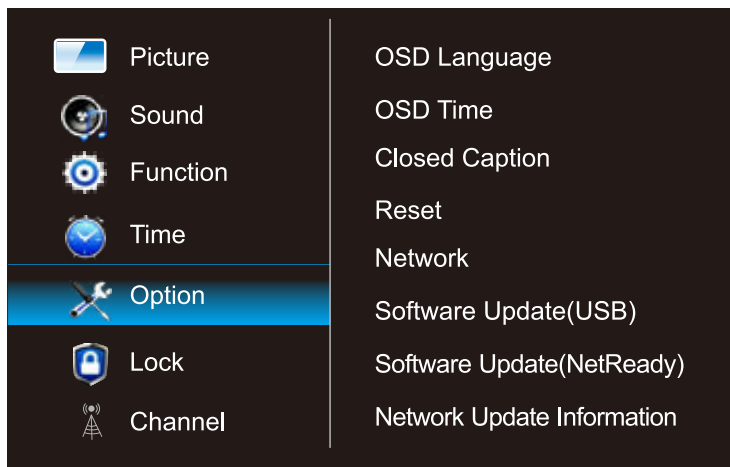 Picture
Sound
Function
Time
Option
Lock
Channel
OSD Language
OSD Time
Closed Caption
Reset
Network
Software Update(USB)
Software Update(NetReady)
Network Update Information